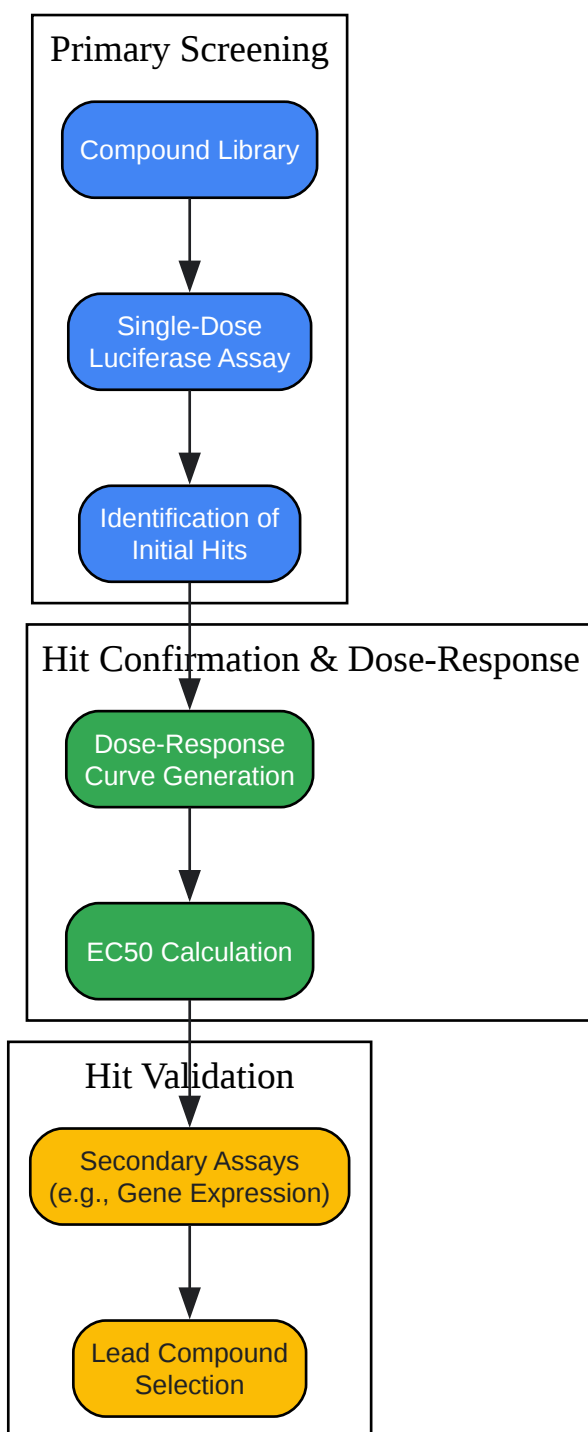 Primary Screening
Compound Library
Single-Dose
Luciferase Assay
Identification of
Initial Hits
Hit Confirmation & Dose-Response
Dose-Response
Curve Generation
EC50 Calculation
Hit Validation
Secondary Assays
(e.g., Gene Expression)
Lead Compound
Selection